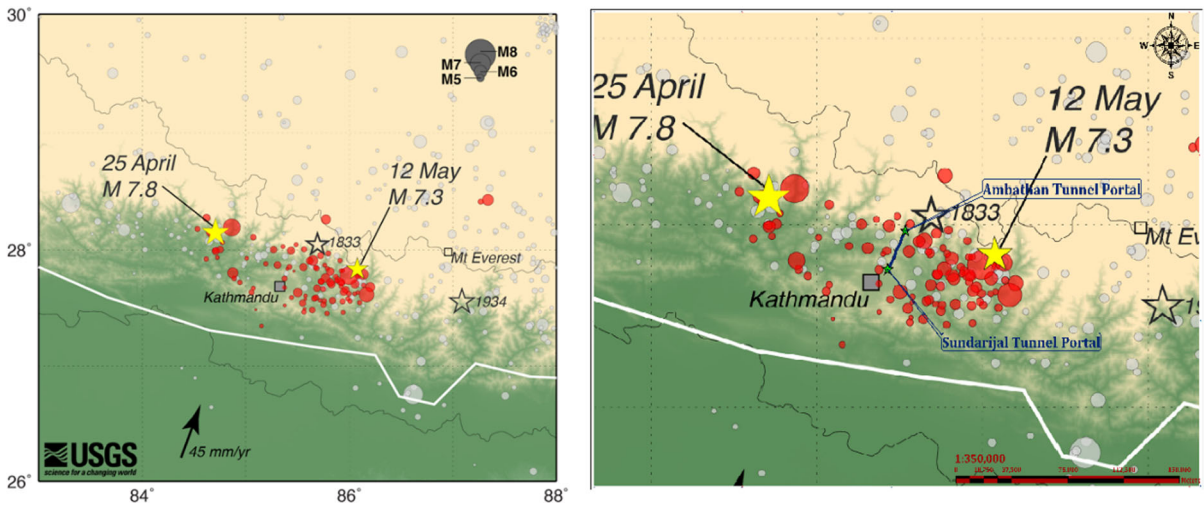 30°
M8
M7
M6
M5
25 April
M 7.8
12 May
M 7.3
1833
28°
Mt Everest
Kathmandu
1934
USGS
science for a changing world
45 mm/yr
26°
84°
86°
88°
N
W
E
S
25 April
M 7.8
12 May
M 7.3
Ambathan Tunnel Portal
1833
Mt Eve
Kathmandu
Sundarijal Tunnel Portal
1:350,000